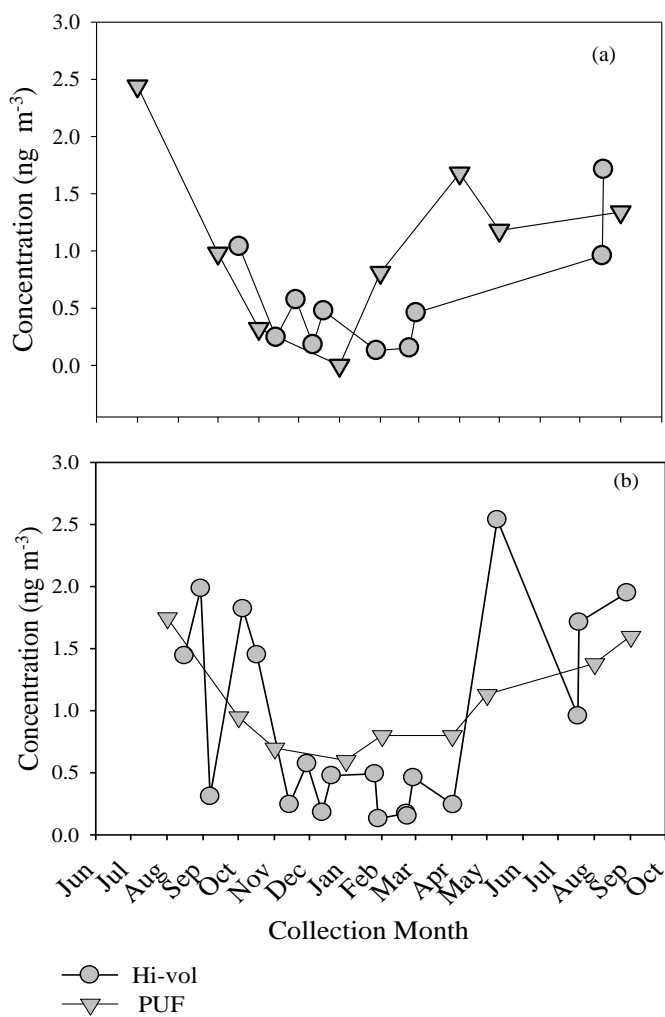 (a)
3.0
2.5
2.0
1.5
1.0
0.5
0.0
Concentration (ng m-3)
(b)
3.0
2.5
2.0
1.5
1.0
0.5
0.0
Concentration (ng m-3)
Jun Jul Aug Sep Oct Nov Dec Jan Feb Mar Apr May Jun Jul Aug Sep Oct
Collection Month
Hi-vol
PUF